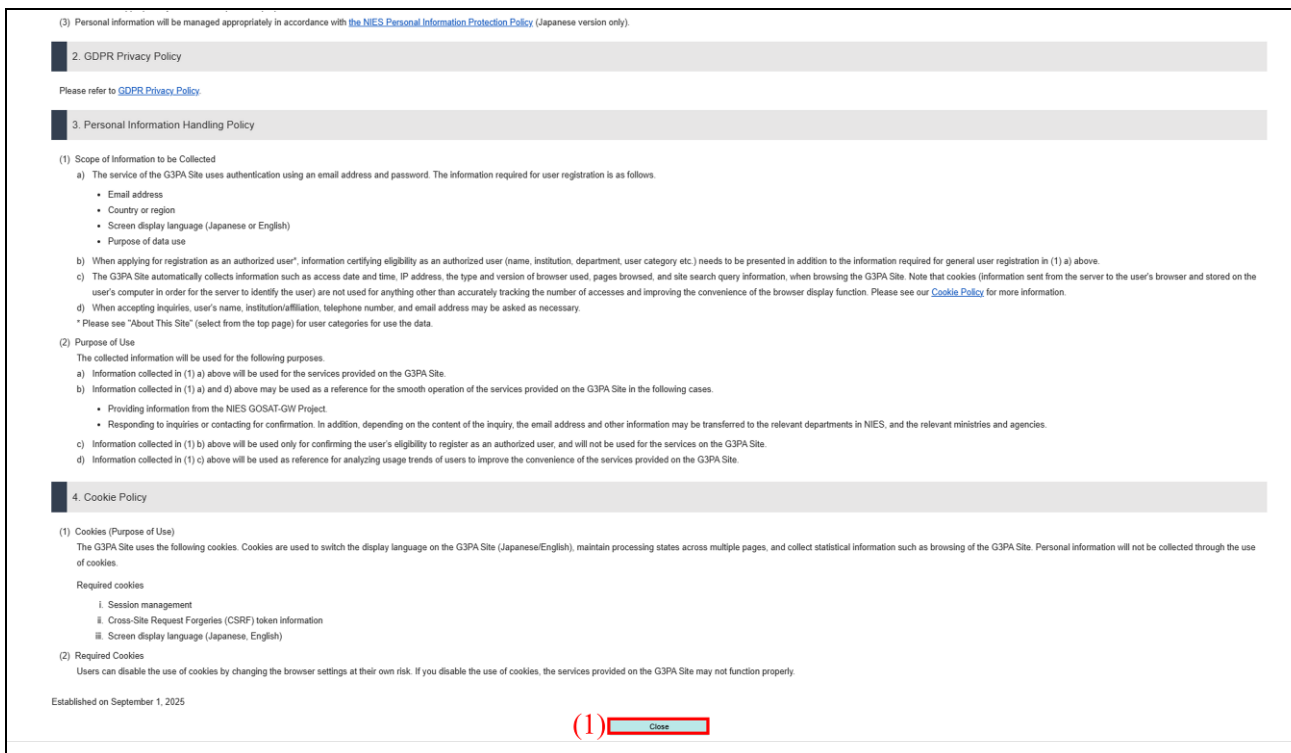 (3) Personal information will be managed appropriately in accordance with the NIES Personal Information Protection Policy (Japanese version only).
2. GDPR Privacy Policy
Please refer to GDPR Privacy Policy.
3. Personal Information Handling Policy
(1) Scope of Information to be Collected
a) The service of the G3PA Site uses authentication using an email address and password. The information required for user registration is as follows.
• Email address
• Country or region
• Screen display language (Japanese or English)
• Purpose of data use
b) When applying for registration as an authorized user*, information certifying eligibility as an authorized user (name, institution, department, user category etc.) needs to be presented in addition to the information required for general user registration in (1) a) above.
c) The G3PA Site automatically collects information such as access date and time, IP address, the type and version of browser used, pages browsed, and site search query information, when browsing the G3PA Site. Note that cookies (information sent from the server to the user's browser and stored on the
user's computer in order for the server to identify the user) are not used for anything other than accurately tracking the number of accesses and improving the convenience of the browser display function. Please see our Cookie Policy for more information.
d) When accepting inquiries, user's name, institution/affiliation, telephone number, and email address may be asked as necessary.
* Please see "About This Site" (select from the top page) for user categories for use the data.
(2) Purpose of Use
The collected information will be used for the following purposes.
a) Information collected in (1) a) above will be used for the services provided on the G3PA Site.
b) Information collected in (1) a) and d) above may be used as a reference for the smooth operation of the services provided on the G3PA Site in the following cases.
• Providing information from the NIES GOSAT-GW Project.
• Responding to inquiries or contacting for confirmation. In addition, depending on the content of the inquiry, the email address and other information may be transferred to the relevant departments in NIES, and the relevant ministries and agencies.
c) Information collected in (1) b) above will be used only for confirming the user's eligibility to register as an authorized user, and will not be used for the services on the G3PA Site.
d) Information collected in (1) c) above will be used as reference for analyzing usage trends of users to improve the convenience of the services provided on the G3PA Site.
4. Cookie Policy
(1) Cookies (Purpose of Use)
The G3PA Site uses the following cookies. Cookies are used to switch the display language on the G3PA Site (Japanese/English), maintain processing states across multiple pages, and collect statistical information such as browsing of the G3PA Site. Personal information will not be collected through the use
of cookies.
Required cookies
i. Session management
ii. Cross-Site Request Forgeries (CSRF) token information
iii. Screen display language (Japanese, English)
(2) Required Cookies
Users can disable the use of cookies by changing the browser settings at their own risk. If you disable the use of cookies, the services provided on the G3PA Site may not function properly.
Established on September 1, 2025
(1) Close